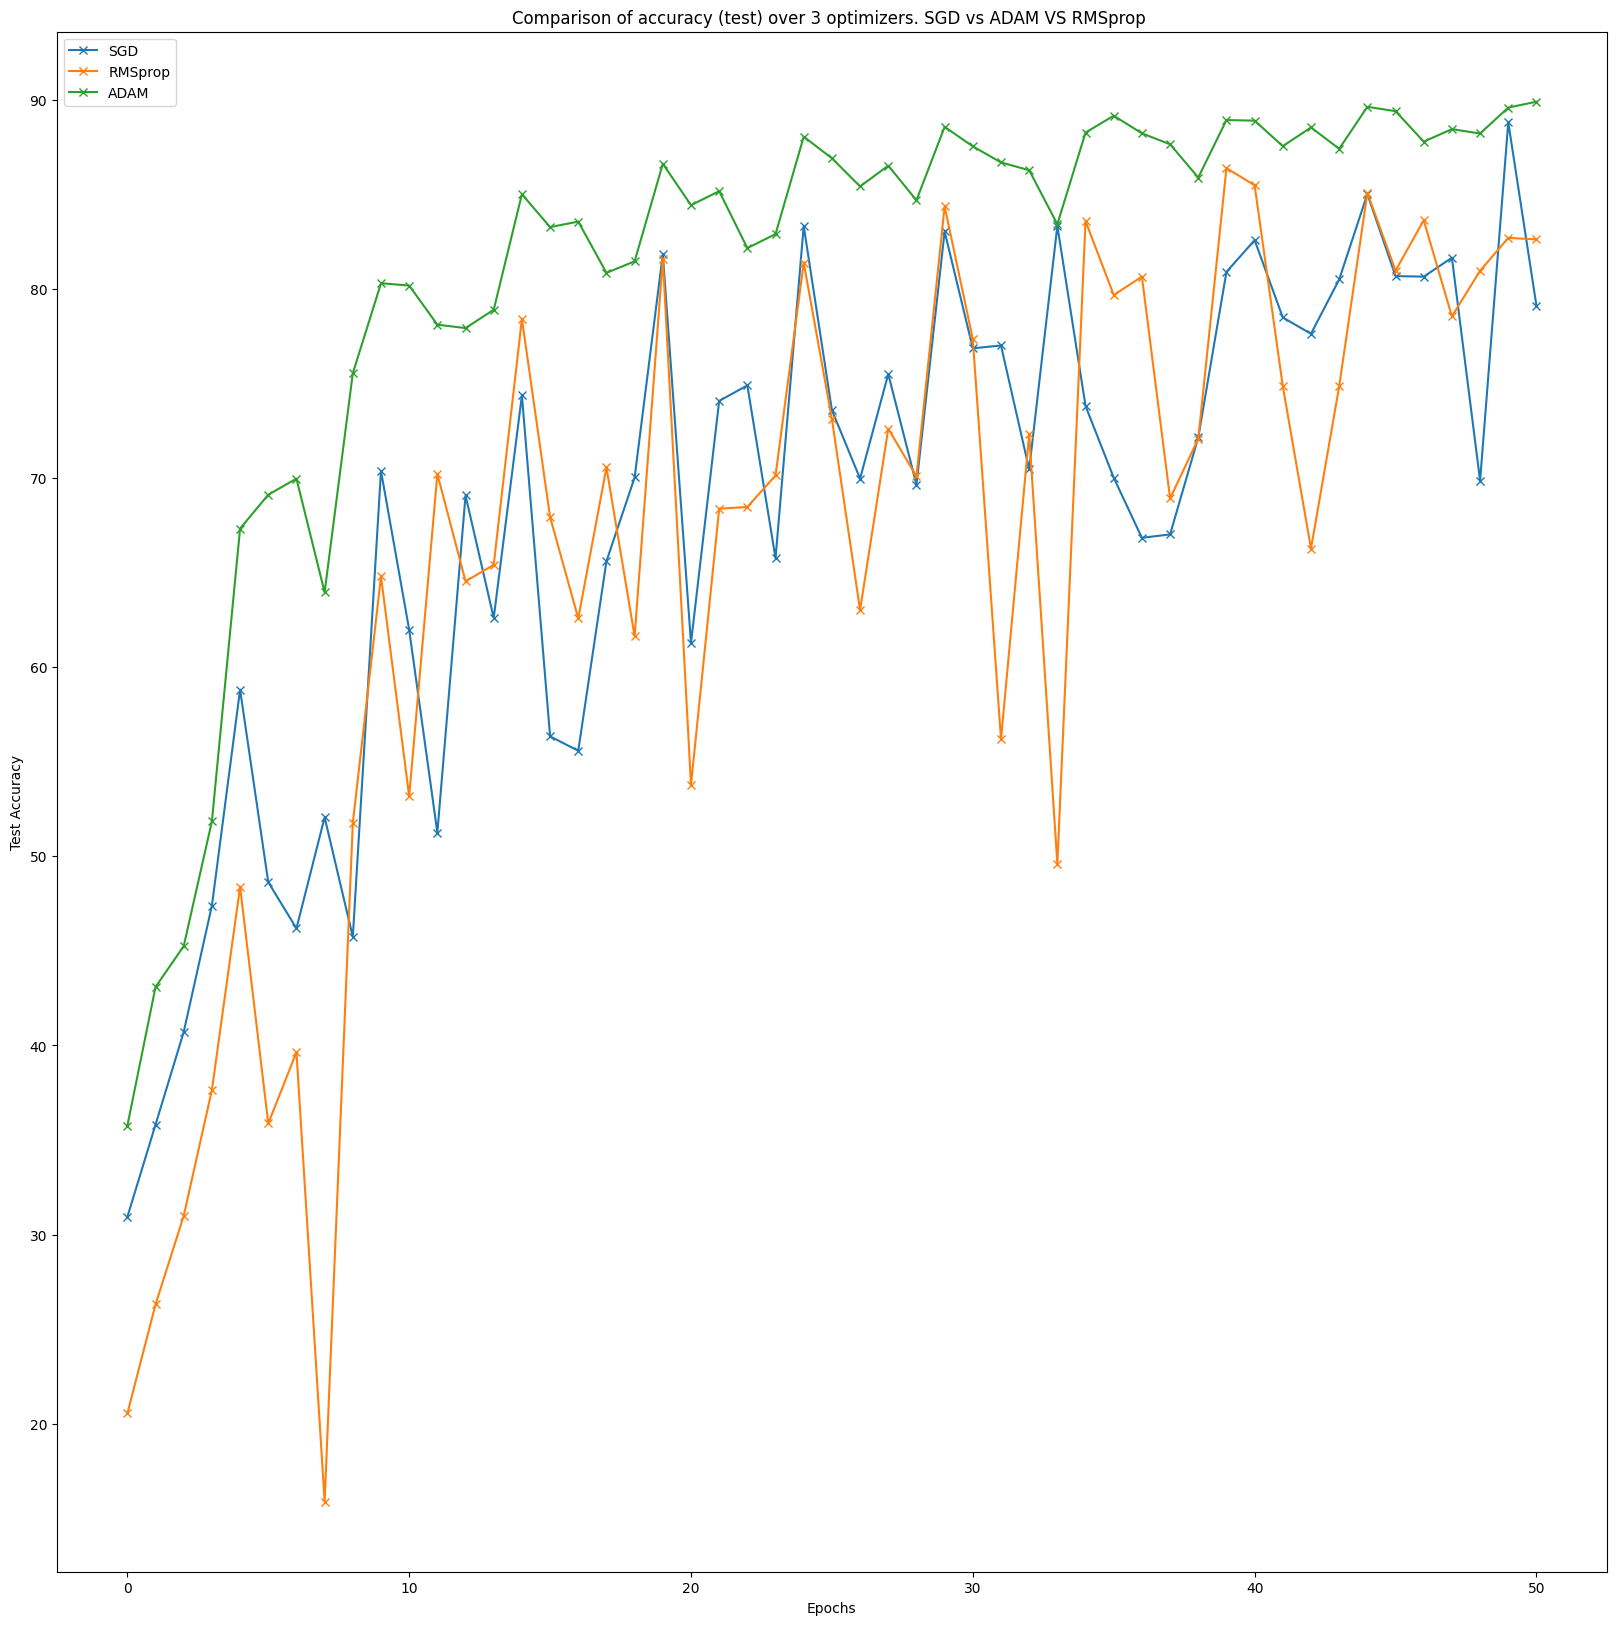 Comparison of accuracy (test) over 3 optimizers. SGD vs ADAM VS RMSprop
SGD
RMSprop
ADAM
90
80
70
60
50
40
30
20
Test Accuracy
0 10 20 30 40 50
Epochs